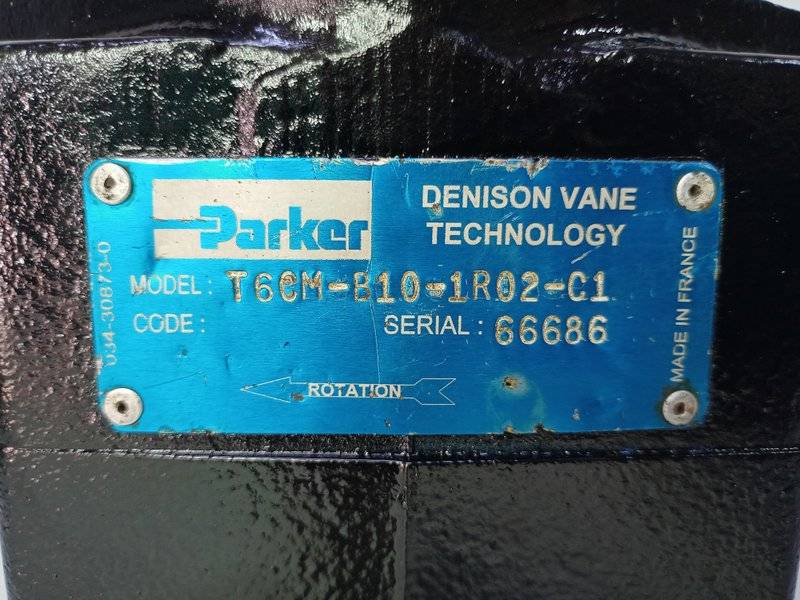 Parker
DENISON VANE
TECHNOLOGY
MODEL : T6CM-B10-1R02-C1
CODE :
SERIAL : 66686
ROTATION
034-30873-0
MADE IN FRANCE